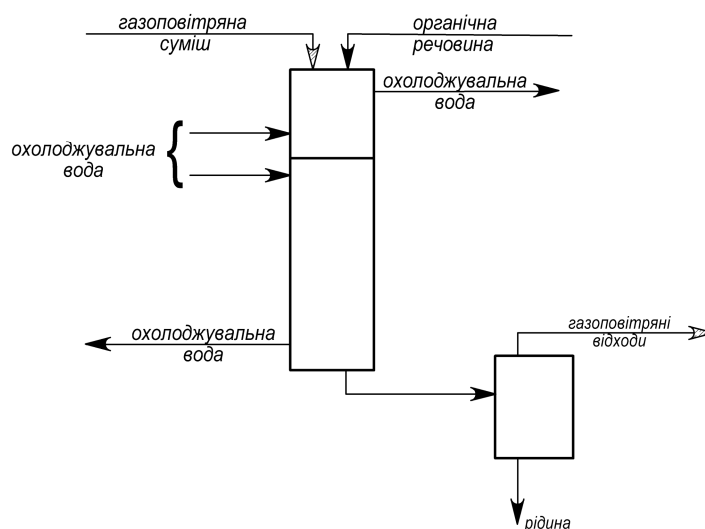 газоповітряна
суміш
органічна
речовина
охолоджувальна
вода
охолоджувальна
вода
охолоджувальна
вода
газоповітряні
відходи
рідина